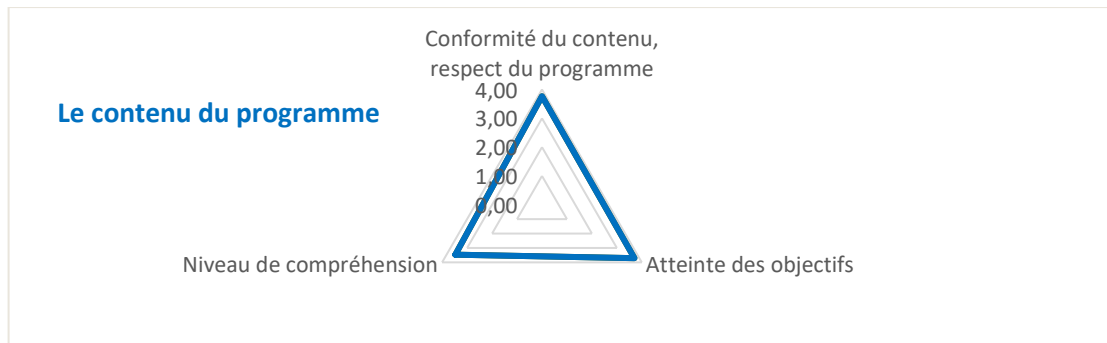 Conformité du contenu,
respect du programme
Le contenu du programme
4,00
3,00
2,00
1,00
0,00
Niveau de compréhension
Atteinte des objectifs